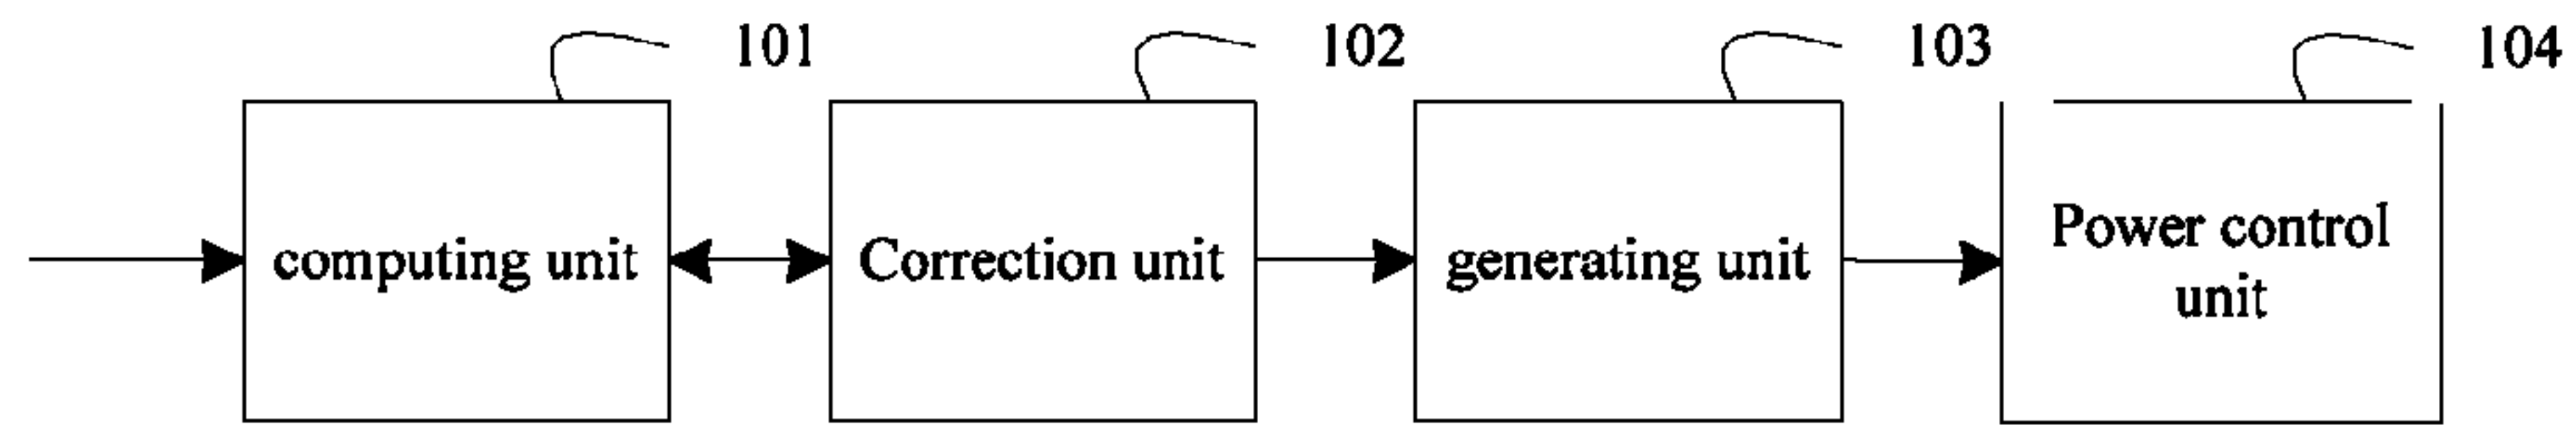 101
102
103
104
computing unit
Correction unit
generating unit
Power control
unit